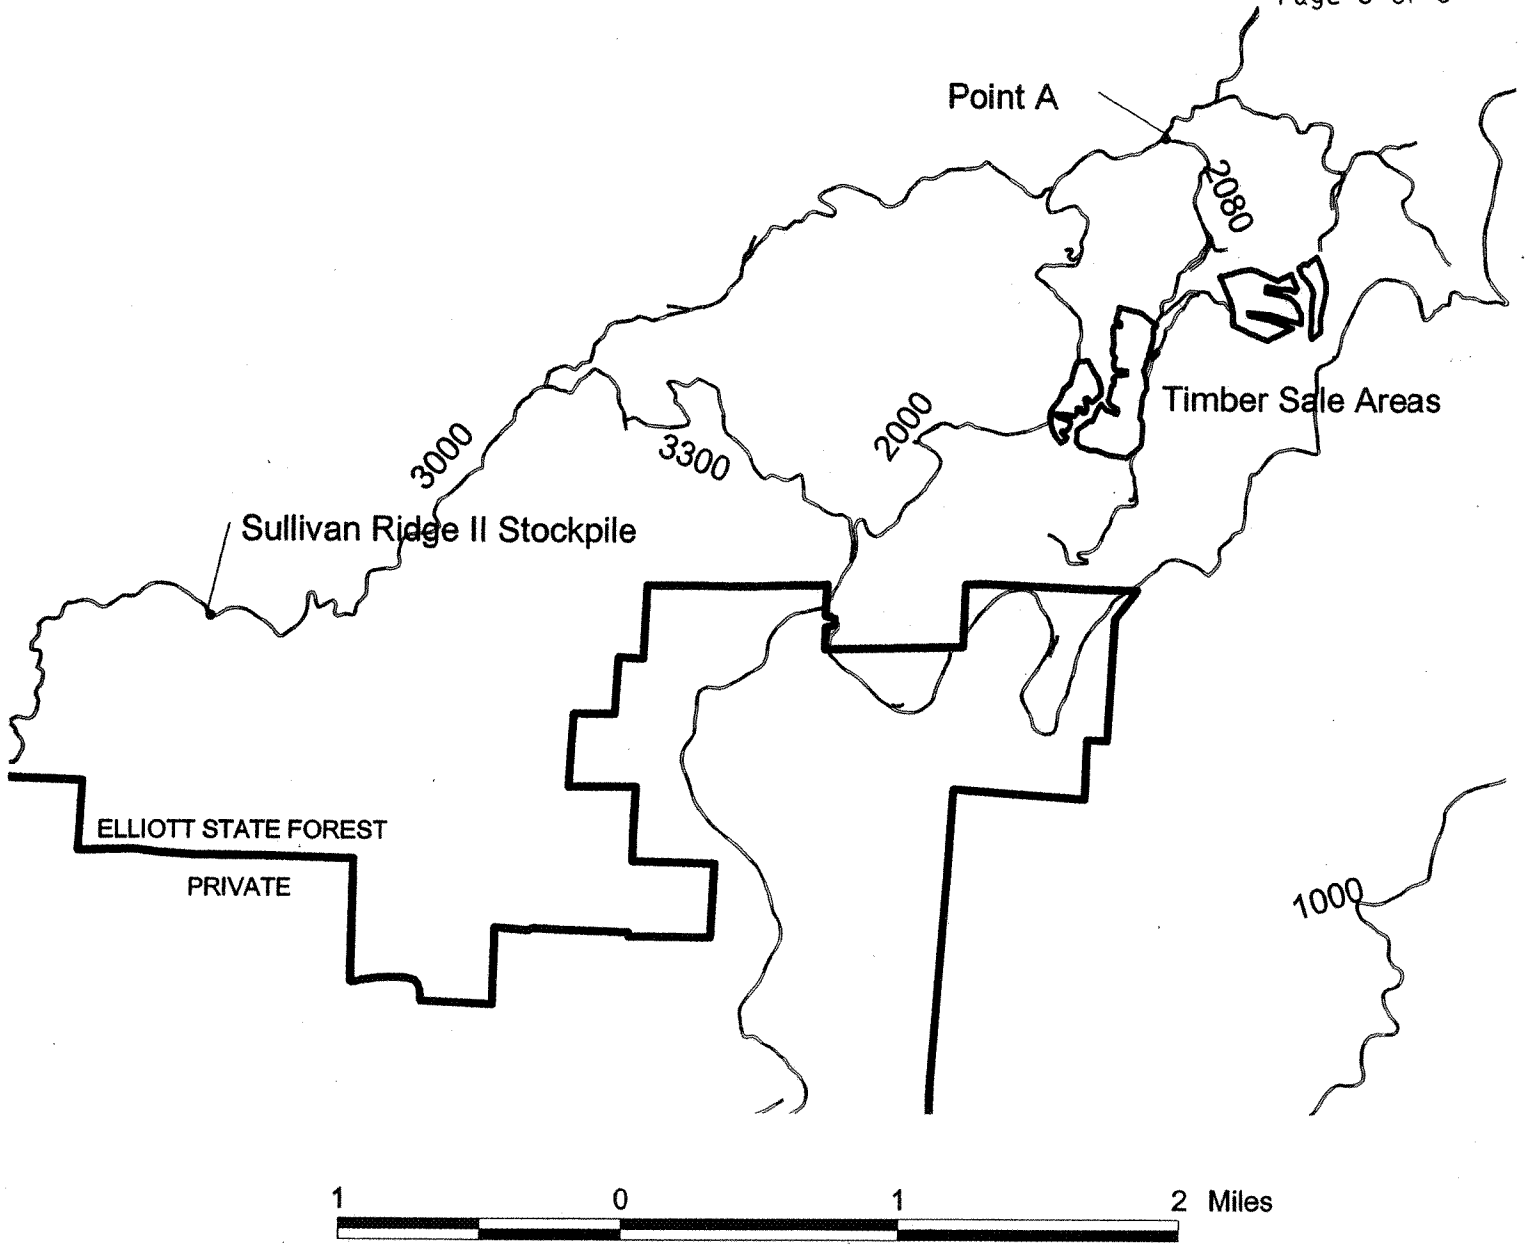 Point A
2080
Timber Sale Areas
2000
3300
3000
Sullivan Ridge II Stockpile
ELLIOTT STATE FOREST
PRIVATE
1000
1 0 1 2 Miles